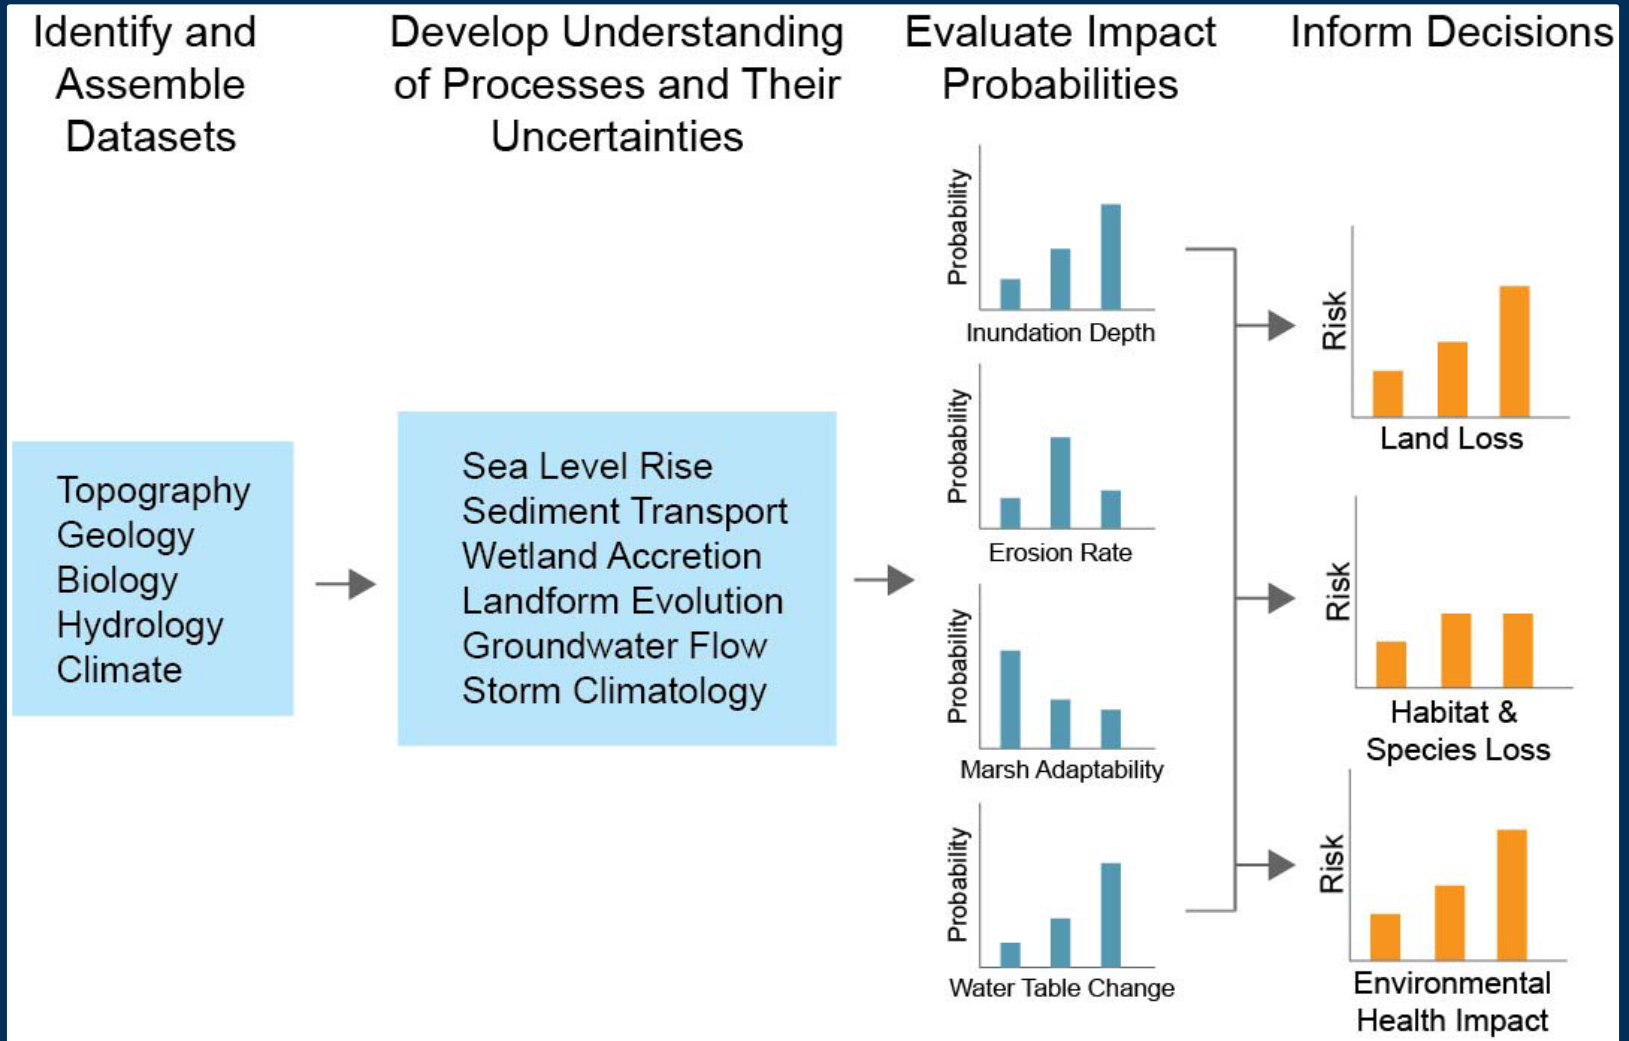 Identify and
Assemble
Datasets
Develop Understanding
of Processes and Their
Uncertainties
Evaluate Impact
Probabilities
Inform Decisions
Topography
Geology
Biology
Hydrology
Climate
Sea Level Rise
Sediment Transport
Wetland Accretion
Landform Evolution
Groundwater Flow
Storm Climatology
Probability
Inundation Depth
Probability
Erosion Rate
Probability
Marsh Adaptability
Probability
Water Table Change
Risk
Land Loss
Risk
Habitat &
Species Loss
Risk
Environmental
Health Impact